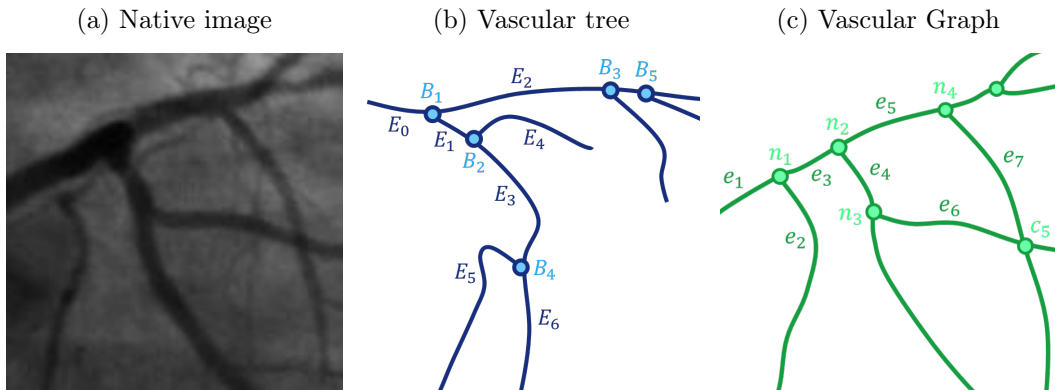 (a) Native image
(b) Vascular tree
(c) Vascular Graph
B₁
E₂
B₃
B₅
E₀
E₁
B₂
E₄
E₃
E₅
B₄
E₆
n₄
e₅
n₂
n₁
e₁
e₃
e₄
e₇
n₃
e₆
c₅
e₂